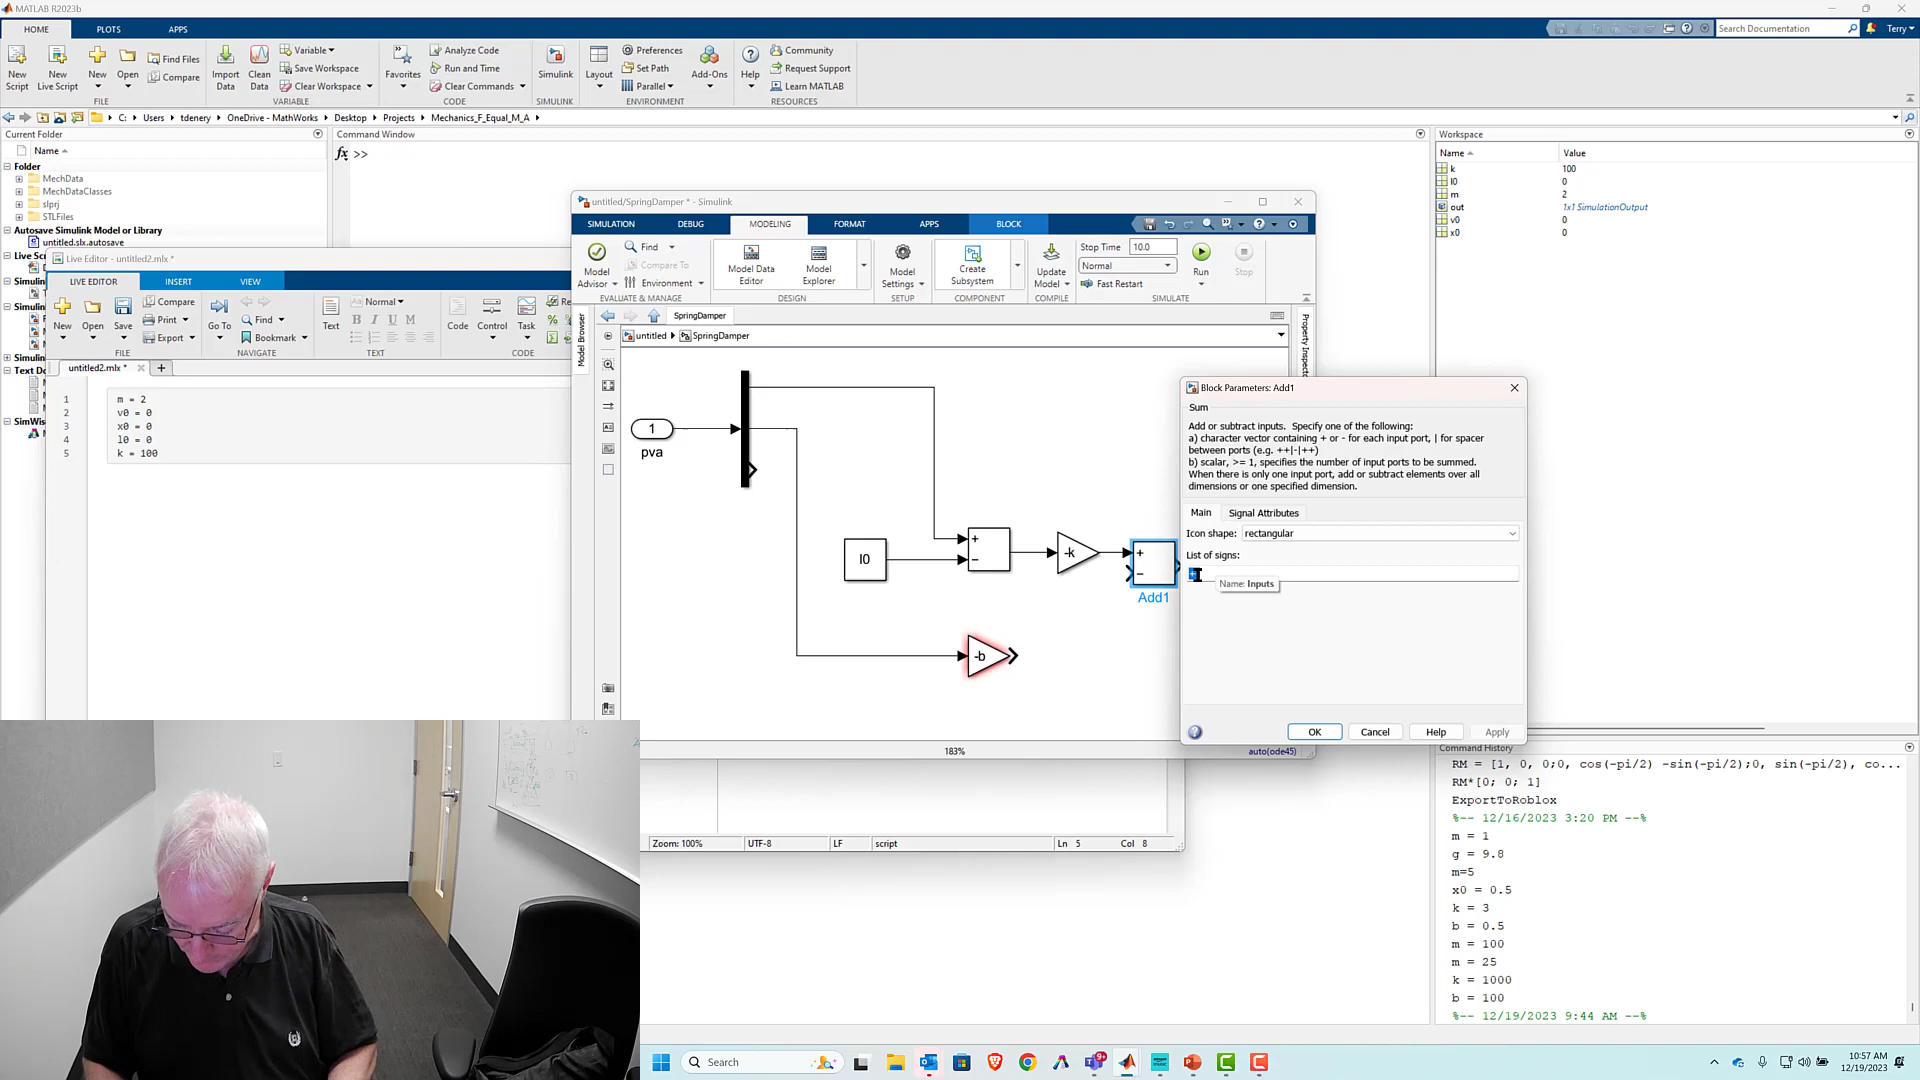 MATLAB R2023b
HOME PLOTS APPS
Search Documentation Terry
New Script New Live Script New Open Find Files Compare
Import Data Clean Data Variable Save Workspace Clear Workspace
Favorites Analyze Code Run and Time Clear Commands
Simulink Layout Preferences Set Path Parallel Add-Ons
Help Community Request Support Learn MATLAB
FILE VARIABLE CODE SIMULINK ENVIRONMENT RESOURCES
C: Users tdenery OneDrive - MathWorks Desktop Projects Mechanics_F_Equal_M_A
Current Folder
Name
Folder
MechData
MechDataClasses
slprj
STLFiles
Autosave Simulink Model or Library
untitled.slx.autosave
Command Window
fx >>
Workspace
Name Value
k 100
l0 0
m 2
out 1x1 SimulationOutput
v0 0
x0 0
Live Editor - untitled2.mlx *
LIVE EDITOR INSERT VIEW
New Open Save Compare Print Export
Go To Find Bookmark
Text Normal
B I U M
Code Control Task
FILE NAVIGATE TEXT CODE
untitled2.mlx *
1 m = 2
2 v0 = 0
3 x0 = 0
4 l0 = 0
5 k = 100
untitled/SpringDamper * - Simulink
SIMULATION DEBUG MODELING FORMAT APPS BLOCK
Model Advisor Find Compare To Environment
Model Data Editor Model Explorer
Model Settings Create Subsystem Update Model
Stop Time 10.0
Normal
Fast Restart
Run Stop
EVALUATE & MANAGE DESIGN SETUP COMPONENT COMPILE SIMULATE
Model Browser
SpringDamper
untitled SpringDamper
Property Inspector
1
pva
l0
+
−
-k
+
−
Add1
-b
183% auto(ode45)
Block Parameters: Add1
Sum
Add or subtract inputs. Specify one of the following:
a) character vector containing + or - for each input port, | for spacer
between ports (e.g. ++|-|++)
b) scalar, >= 1, specifies the number of input ports to be summed.
When there is only one input port, add or subtract elements over all
dimensions or one specified dimension.
Main Signal Attributes
Icon shape: rectangular
List of signs:
Name: Inputs
OK Cancel Help Apply
Zoom: 100% UTF-8 LF script Ln 5 Col 8
Command History
RM = [1, 0, 0;0, cos(-pi/2) -sin(-pi/2);0, sin(-pi/2), co...
RM*[0; 0; 1]
ExportToRoblox
%-- 12/16/2023 3:20 PM --%
m = 1
g = 9.8
m=5
x0 = 0.5
k = 3
b = 0.5
m = 100
m = 25
k = 1000
b = 100
%-- 12/19/2023 9:44 AM --%
Search
10:57 AM
12/19/2023